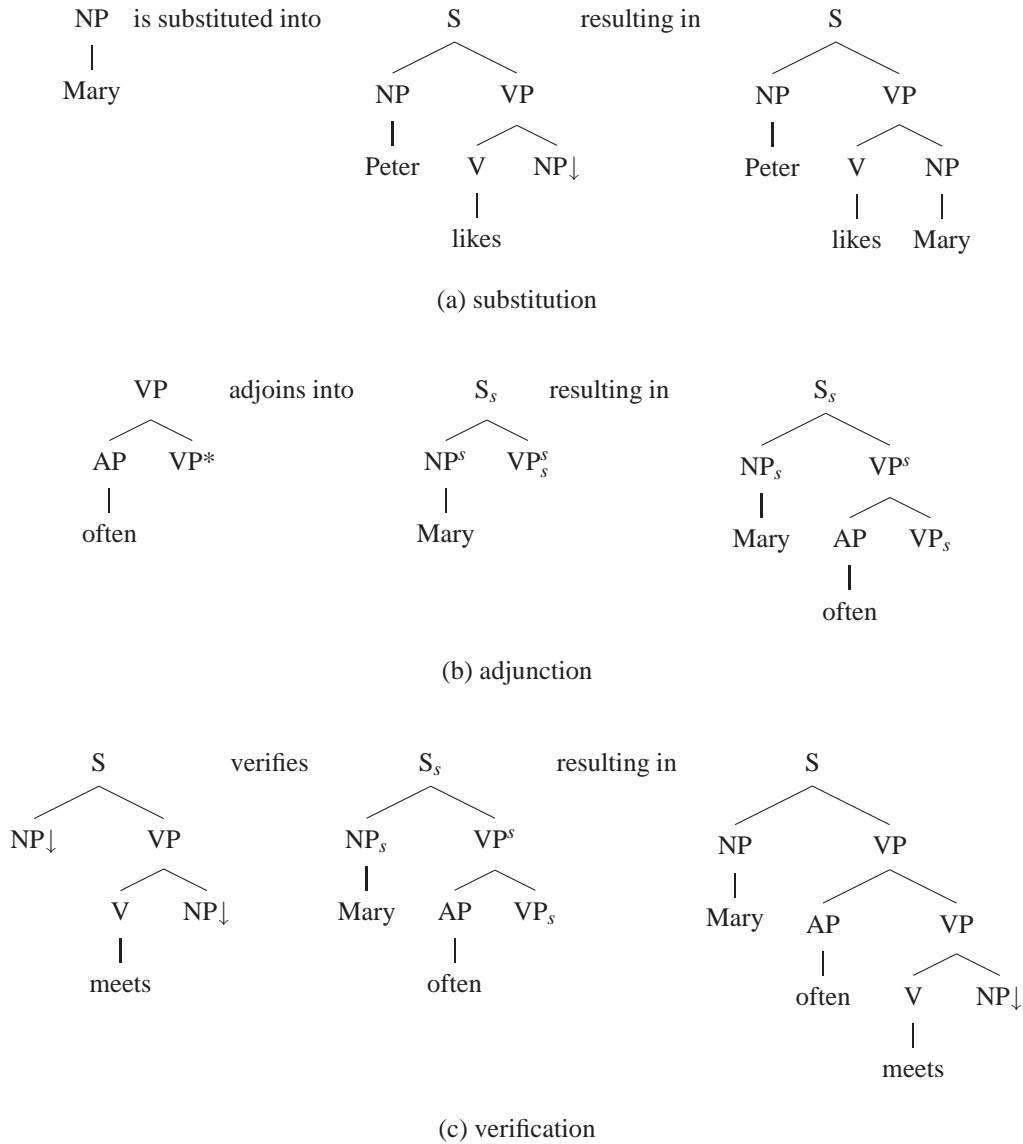 NP is substituted into S resulting in S
Mary NP VP NP VP
Peter V NP↓ Peter V NP
likes likes Mary
(a) substitution
VP adjoins into Sₛ resulting in Sₛ
AP VP* NPˢ VPₛˢ NPₛ VPˢ
often Mary Mary AP VPₛ
often
(b) adjunction
S verifies Sₛ resulting in S
NP↓ VP NPₛ VPˢ NP VP
V NP↓ Mary AP VPₛ Mary AP VP
meets often often V NP↓
meets
(c) verification